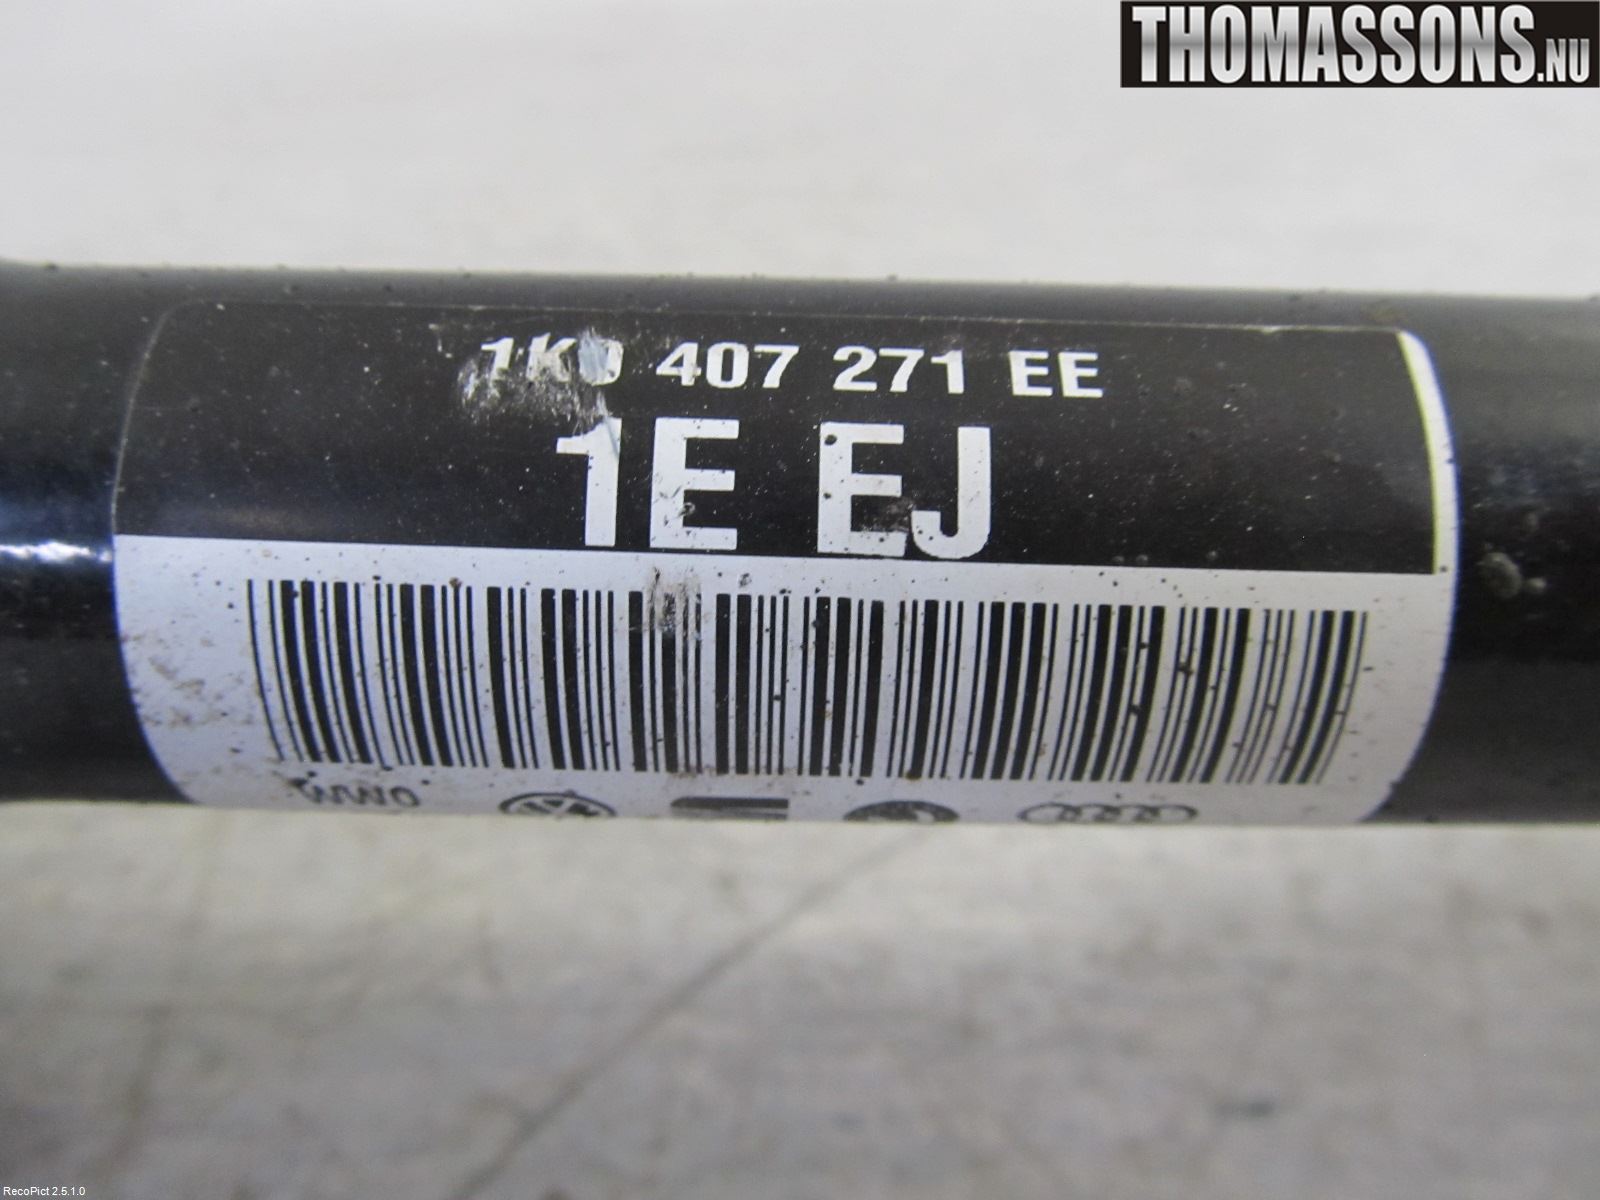 THOMASSONS.NU
1K0 407 271 EE
1E EJ
RecoPict 2.5.1.0